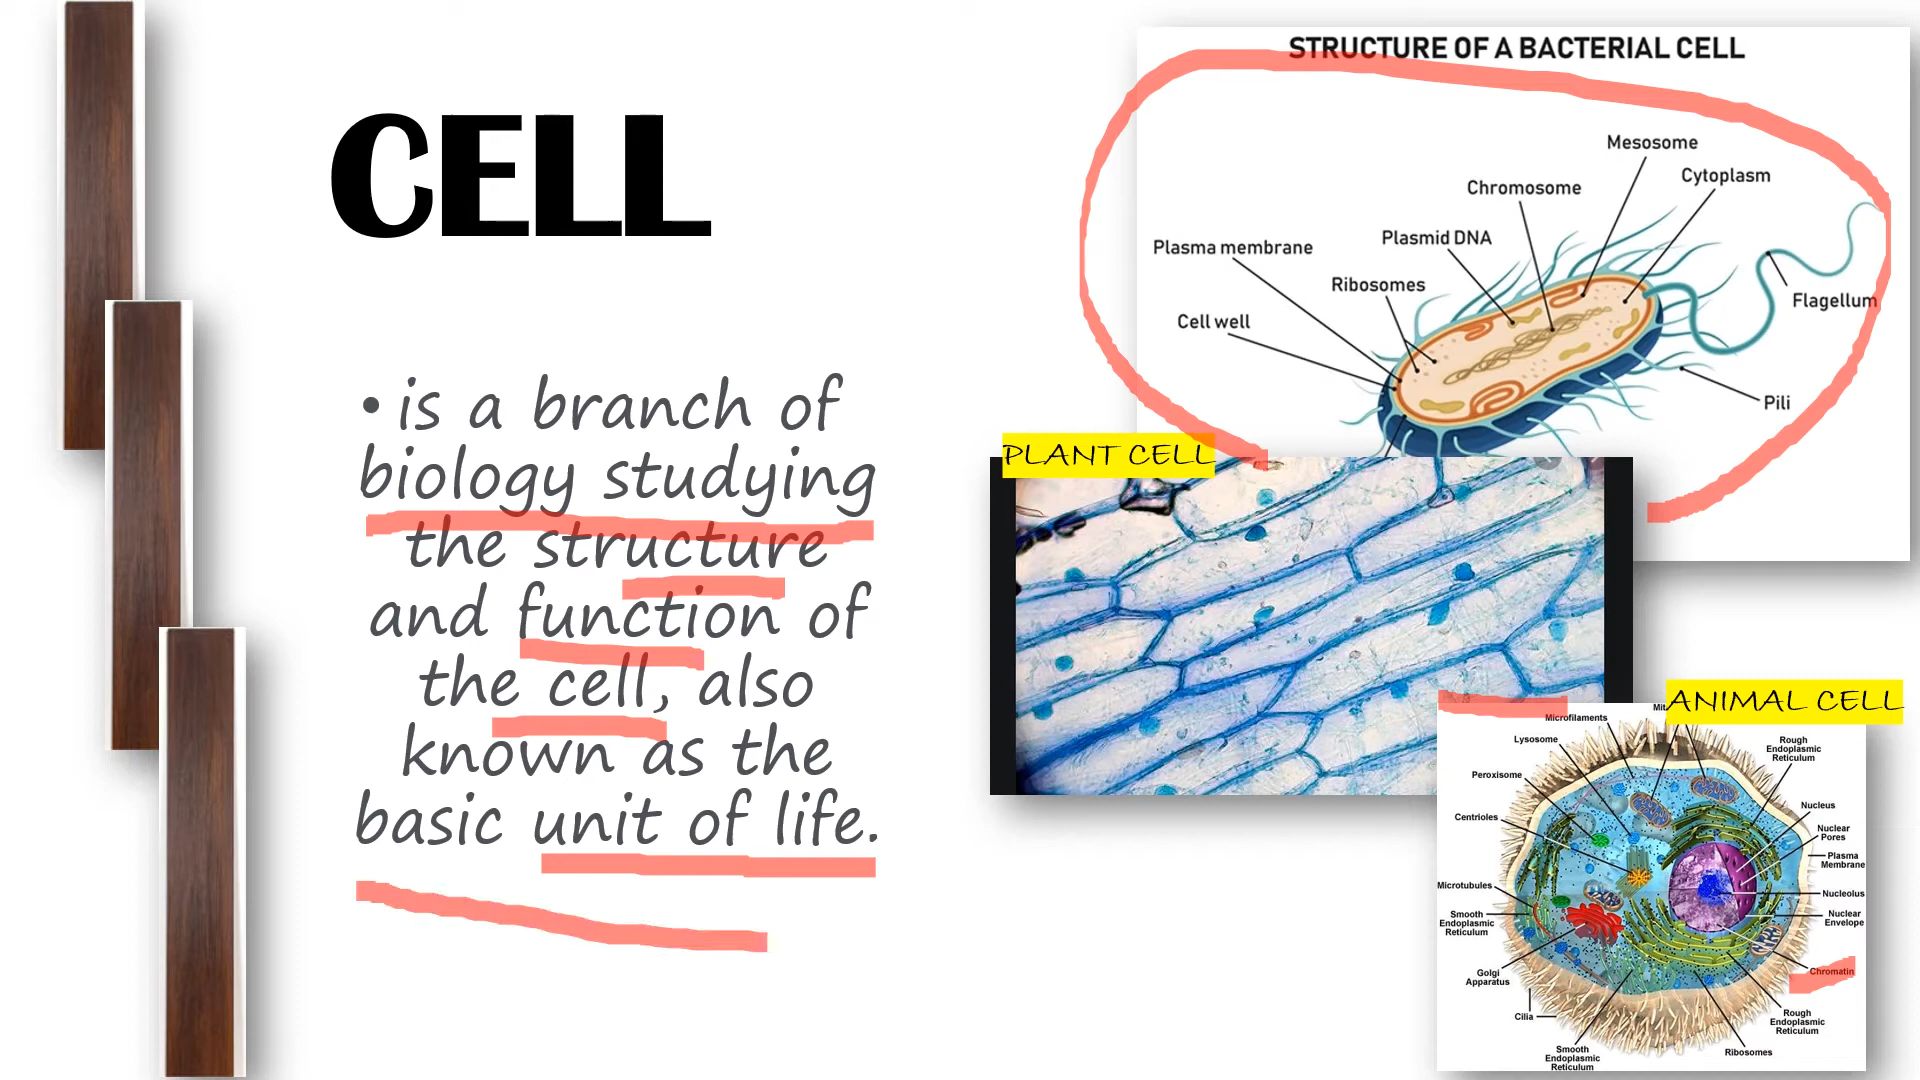 CELL
• is a branch of
biology studying
the structure
and function of
the cell, also
known as the
basic unit of life.
STRUCTURE OF A BACTERIAL CELL
Mesosome
Cytoplasm
Chromosome
Plasmid DNA
Plasma membrane
Ribosomes
Cell well
Flagellum
Pili
PLANT CELL
ANIMAL CELL
Microfilaments
Mit
Lysosome
Rough
Endoplasmic
Reticulum
Peroxisome
Nucleus
Centrioles
Nuclear
Pores
Plasma
Membrane
Microtubules
Nucleolus
Smooth
Endoplasmic
Reticulum
Nuclear
Envelope
Golgi
Apparatus
Chromatin
Cilia
Rough
Endoplasmic
Reticulum
Smooth
Endoplasmic
Reticulum
Ribosomes